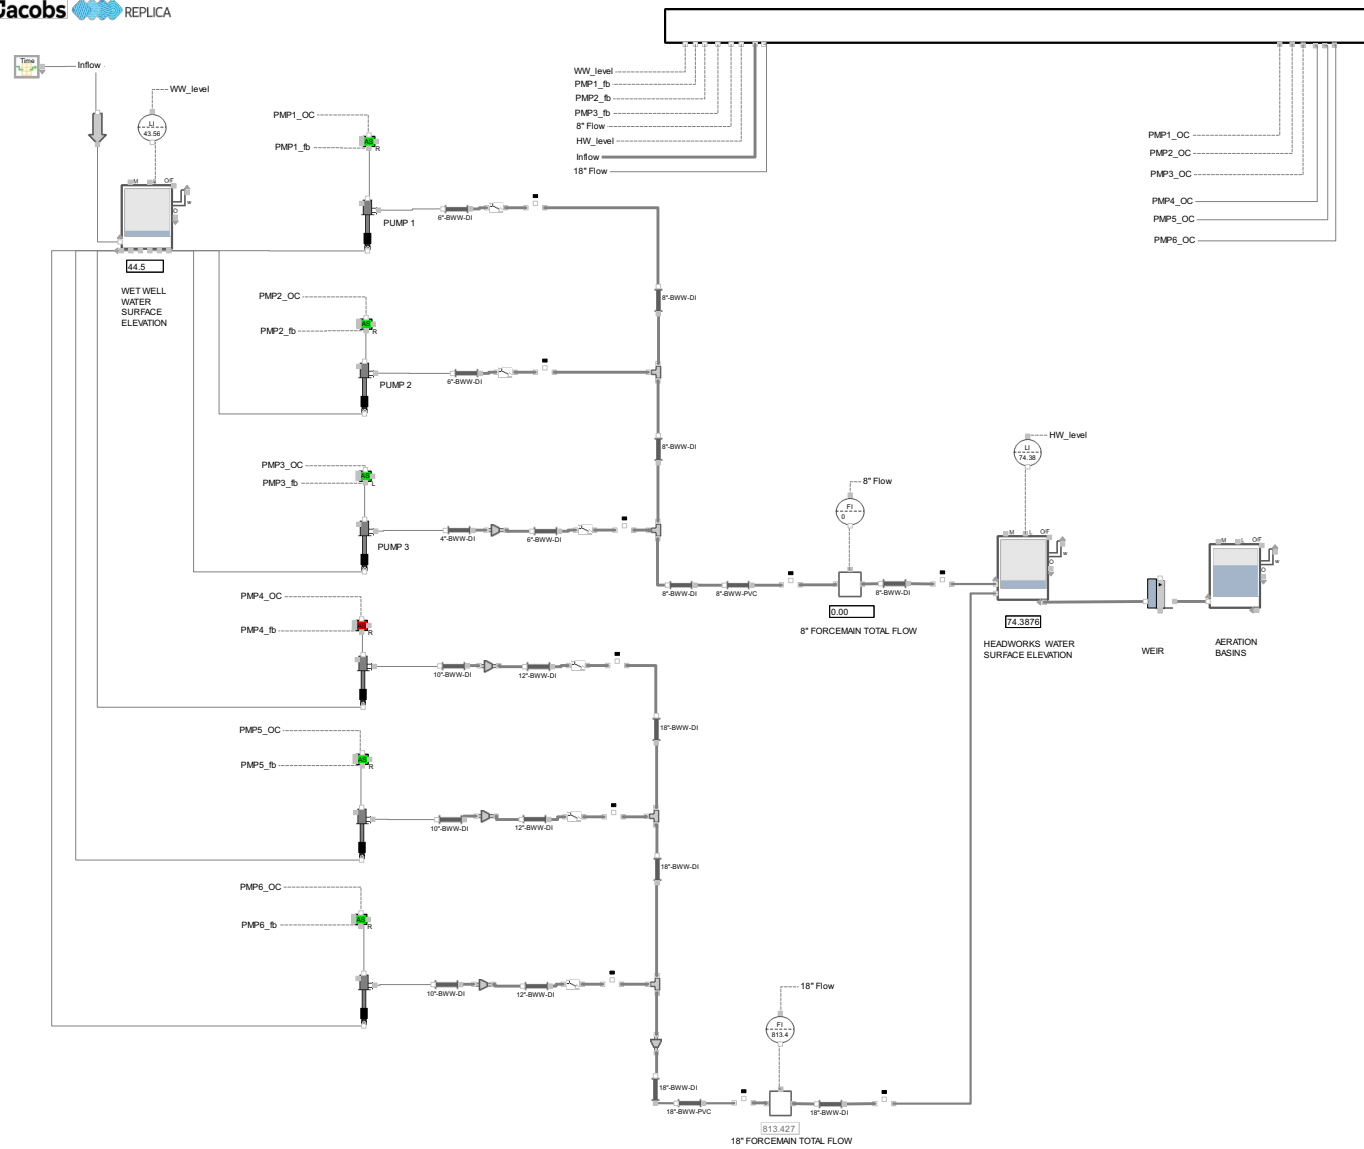 Jacobs REPLICA
Time
Inflow
WW_level
LI
43.56
M
L
O/F
W
O
44.5
WET WELL
WATER
SURFACE
ELEVATION
PMP1_OC
PMP1_fb
AS
R
PUMP 1
6"-BWW-DI
8"-BWW-DI
PMP2_OC
PMP2_fb
AS
R
PUMP 2
6"-BWW-DI
8"-BWW-DI
PMP3_OC
PMP3_fb
AS
L
PUMP 3
4"-BWW-DI
6"-BWW-DI
8"-BWW-DI
8"-BWW-PVC
8" Flow
FI
0
8"-BWW-DI
0.00
8" FORCEMAIN TOTAL FLOW
WW_level
PMP1_fb
PMP2_fb
PMP3_fb
8" Flow
HW_level
Inflow
18" Flow
PMP1_OC
PMP2_OC
PMP3_OC
PMP4_OC
PMP5_OC
PMP6_OC
HW_level
LI
74.38
M
L
O/F
W
O
74.3876
HEADWORKS WATER
SURFACE ELEVATION
WEIR
M
L
O/F
W
O
AERATION
BASINS
PMP4_OC
PMP4_fb
R
10"-BWW-DI
12"-BWW-DI
18"-BWW-DI
PMP5_OC
PMP5_fb
AS
R
10"-BWW-DI
12"-BWW-DI
18"-BWW-DI
PMP6_OC
PMP6_fb
AS
R
10"-BWW-DI
12"-BWW-DI
18"-BWW-DI
18"-BWW-PVC
18" Flow
FI
813.4
18"-BWW-DI
813.427
18" FORCEMAIN TOTAL FLOW